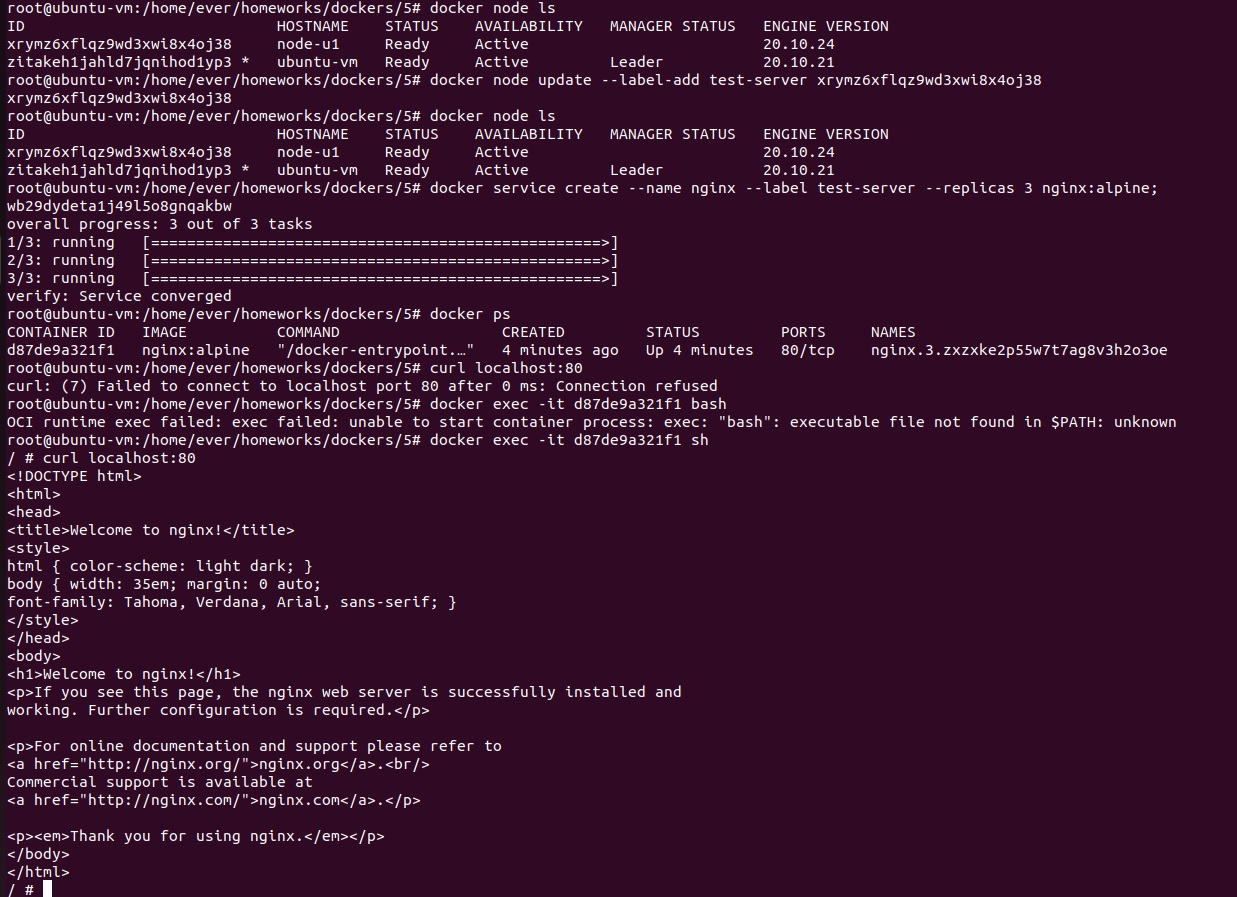 root@ubuntu-vm:/home/ever/homeworks/dockers/5# docker node ls
ID                            HOSTNAME    STATUS    AVAILABILITY   MANAGER STATUS   ENGINE VERSION
xrymz6xflqz9wd3xwi8x4oj38     node-u1     Ready     Active                          20.10.24
zitakeh1jahld7jqnihod1yp3 *   ubuntu-vm   Ready     Active         Leader           20.10.21
root@ubuntu-vm:/home/ever/homeworks/dockers/5# docker node update --label-add test-server xrymz6xflqz9wd3xwi8x4oj38
xrymz6xflqz9wd3xwi8x4oj38
root@ubuntu-vm:/home/ever/homeworks/dockers/5# docker node ls
ID                            HOSTNAME    STATUS    AVAILABILITY   MANAGER STATUS   ENGINE VERSION
xrymz6xflqz9wd3xwi8x4oj38     node-u1     Ready     Active                          20.10.24
zitakeh1jahld7jqnihod1yp3 *   ubuntu-vm   Ready     Active         Leader           20.10.21
root@ubuntu-vm:/home/ever/homeworks/dockers/5# docker service create --name nginx --label test-server --replicas 3 nginx:alpine;
wb29dydeta1j49l5o8gnqakbw
overall progress: 3 out of 3 tasks
1/3: running   [==================================================>]
2/3: running   [==================================================>]
3/3: running   [==================================================>]
verify: Service converged
root@ubuntu-vm:/home/ever/homeworks/dockers/5# docker ps
CONTAINER ID   IMAGE          COMMAND                  CREATED         STATUS         PORTS     NAMES
d87de9a321f1   nginx:alpine   "/docker-entrypoint.…"   4 minutes ago   Up 4 minutes   80/tcp    nginx.3.zxzxke2p55w7t7ag8v3h2o3oe
root@ubuntu-vm:/home/ever/homeworks/dockers/5# curl localhost:80
curl: (7) Failed to connect to localhost port 80 after 0 ms: Connection refused
root@ubuntu-vm:/home/ever/homeworks/dockers/5# docker exec -it d87de9a321f1 bash
OCI runtime exec failed: exec failed: unable to start container process: exec: "bash": executable file not found in $PATH: unknown
root@ubuntu-vm:/home/ever/homeworks/dockers/5# docker exec -it d87de9a321f1 sh
/ # curl localhost:80
<!DOCTYPE html>
<html>
<head>
<title>Welcome to nginx!</title>
<style>
html { color-scheme: light dark; }
body { width: 35em; margin: 0 auto;
font-family: Tahoma, Verdana, Arial, sans-serif; }
</style>
</head>
<body>
<h1>Welcome to nginx!</h1>
<p>If you see this page, the nginx web server is successfully installed and
working. Further configuration is required.</p>

<p>For online documentation and support please refer to
<a href="http://nginx.org/">nginx.org</a>.<br/>
Commercial support is available at
<a href="http://nginx.com/">nginx.com</a>.</p>

<p><em>Thank you for using nginx.</em></p>
</body>
</html>
/ #